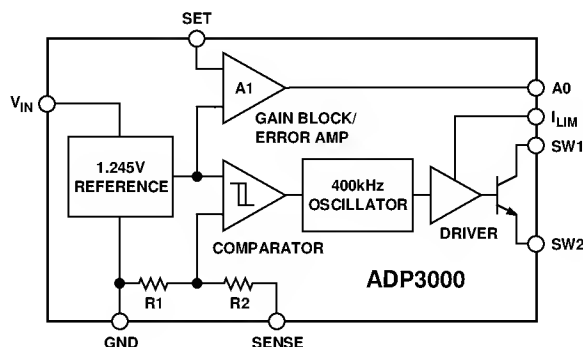 SET
A1
A0
V_IN
GAIN BLOCK/
ERROR AMP
I_LIM
SW1
1.245V
REFERENCE
400kHz
OSCILLATOR
COMPARATOR
DRIVER
SW2
R1
R2
ADP3000
GND
SENSE